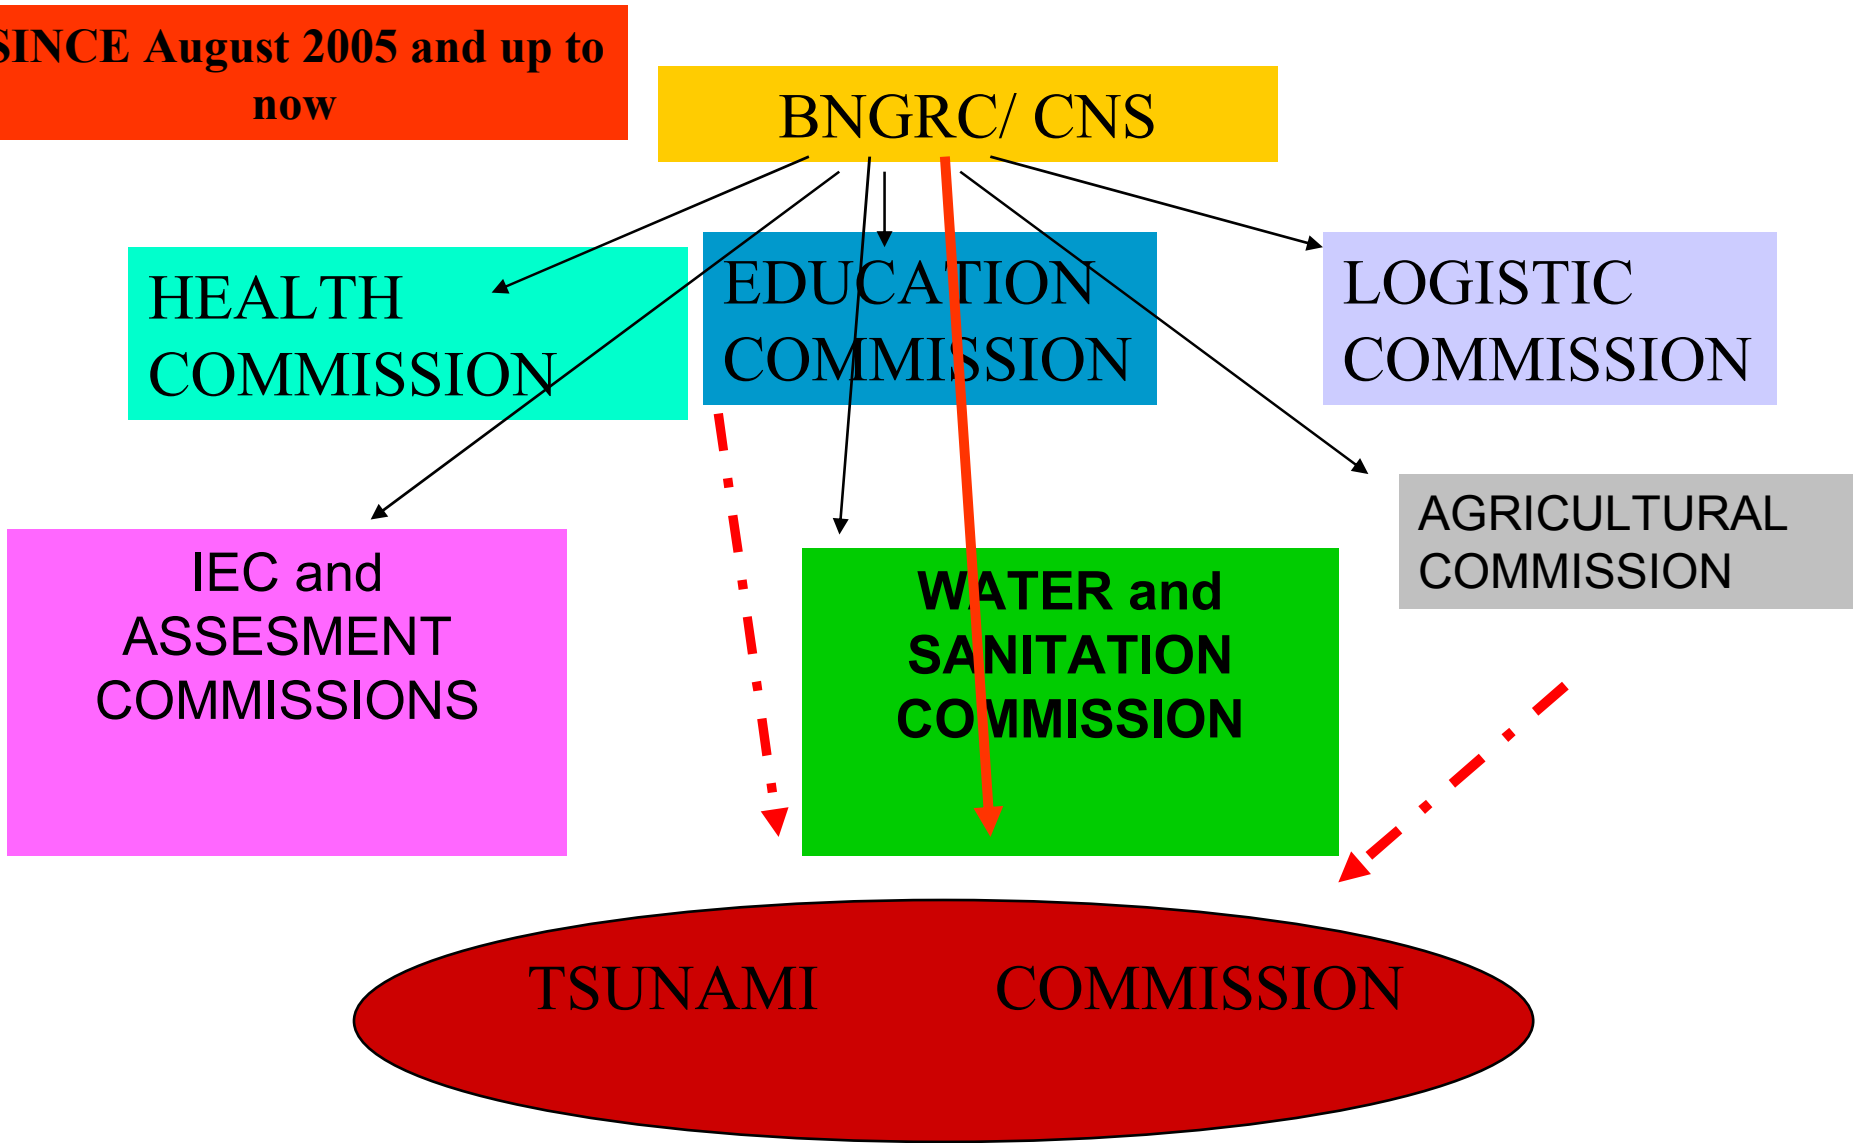 SINCE August 2005 and up to
now
BNGRC/ CNS
HEALTH
COMMISSION
EDUCATION
COMMISSION
LOGISTIC
COMMISSION
IEC and
ASSESMENT
COMMISSIONS
WATER and
SANITATION
COMMISSION
AGRICULTURAL
COMMISSION
TSUNAMI COMMISSION